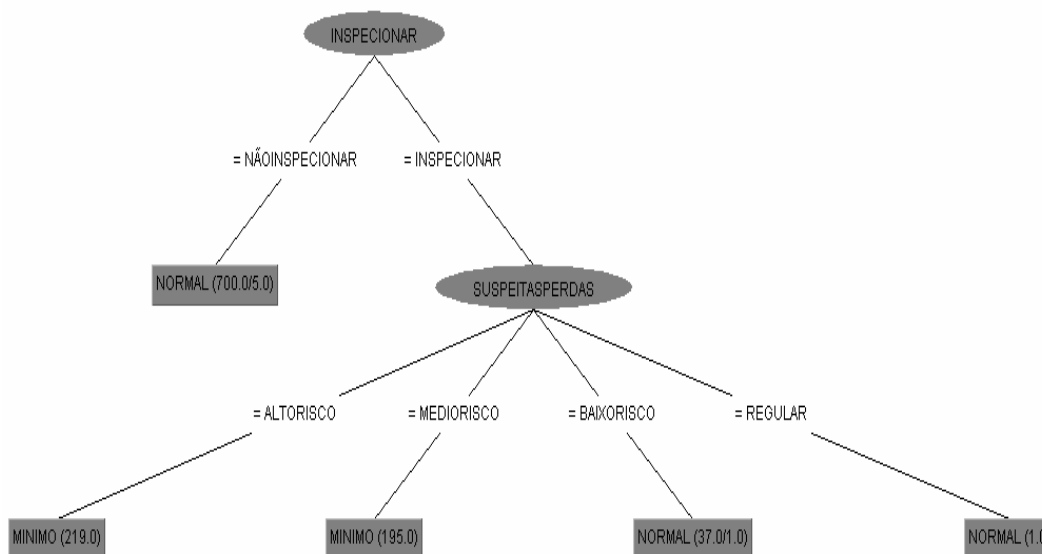 INSPECIONAR
= NÃOINSPECIONAR
= INSPECIONAR
NORMAL (700.0/5.0)
SUSPEITASPERDAS
= ALTORISCO
= MEDIORISCO
= BAIXORISCO
= REGULAR
MINIMO (219.0)
MINIMO (195.0)
NORMAL (37.0/1.0)
NORMAL (1.0